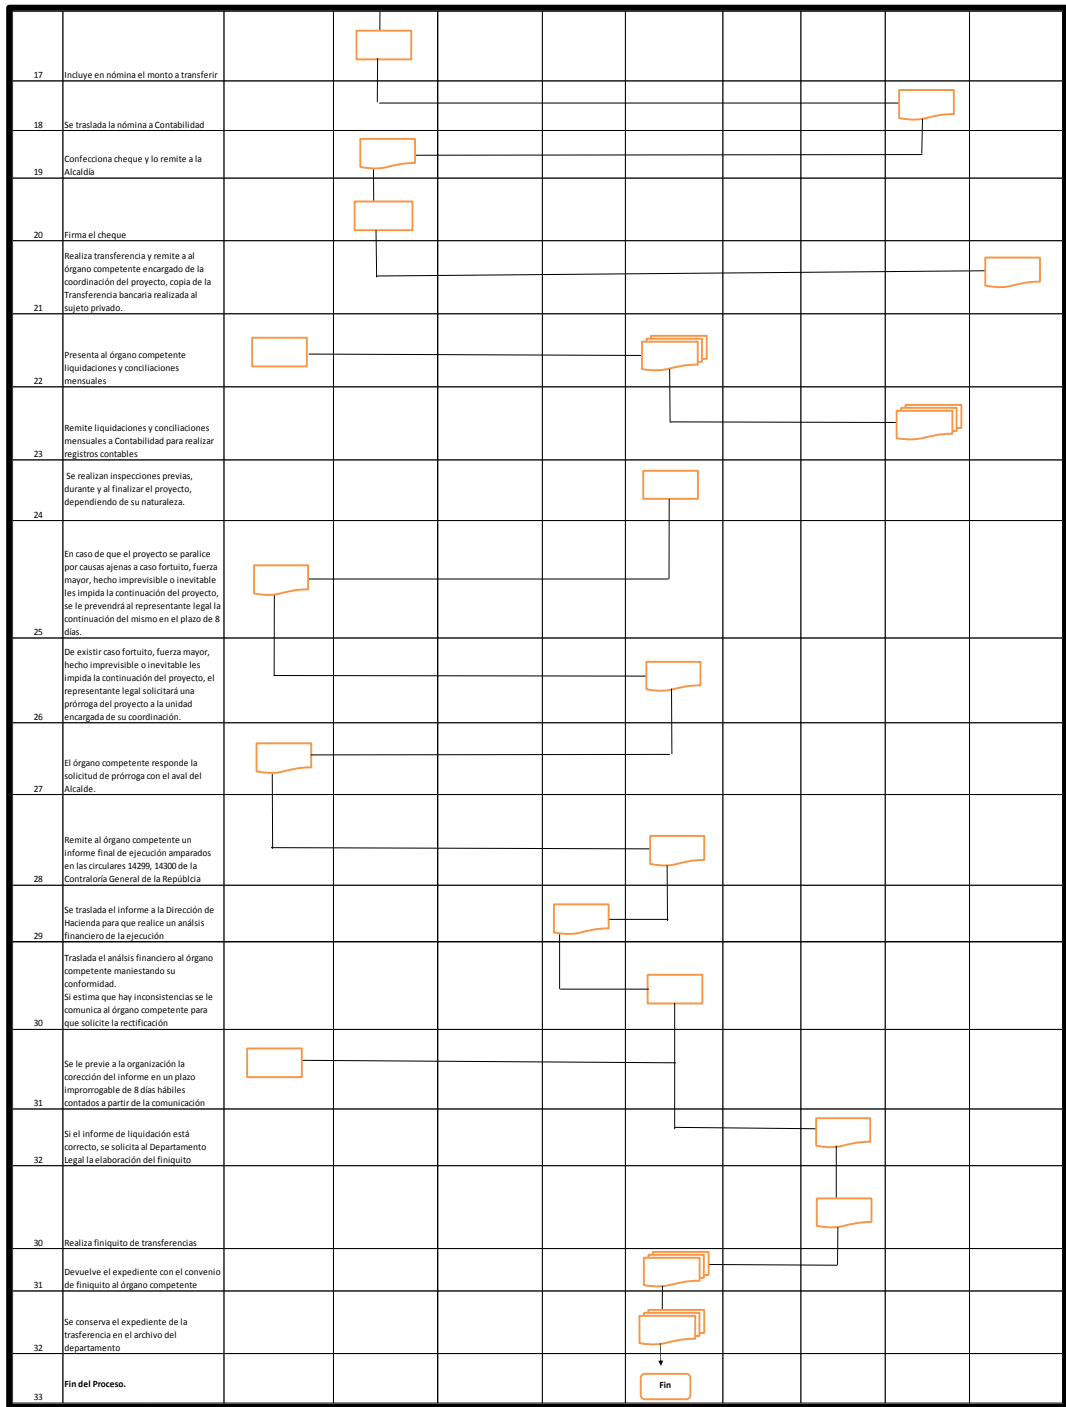 17
Incluye en nómina el monto a transferir
18
Se traslada la nómina a Contabilidad
19
Confecciona cheque y lo remite a la
Alcaldía
20
Firma el cheque
21
Realiza transferencia y remite a al
órgano competente encargado de la
coordinación del proyecto, copia de la
Transferencia bancaria realizada al
sujeto privado.
22
Presenta al órgano competente
liquidaciones y conciliaciones
mensuales
23
Remite liquidaciones y conciliaciones
mensuales a Contabilidad para realizar
registros contables
24
Se realizan inspecciones previas,
durante y al finalizar el proyecto,
dependiendo de su naturaleza.
25
En caso de que el proyecto se paralice
por causas ajenas a caso fortuito, fuerza
mayor, hecho imprevisible o inevitable
les impida la continuación del proyecto,
se le prevendrá al representante legal la
continuación del mismo en el plazo de 8
días.
26
De existir caso fortuito, fuerza mayor,
hecho imprevisible o inevitable les
impida la continuación del proyecto, el
representante legal solicitará una
prórroga del proyecto a la unidad
encargada de su coordinación.
27
El órgano competente responde la
solicitud de prórroga con el aval del
Alcalde.
28
Remite al órgano competente un
informe final de ejecución amparados
en las circulares 14299, 14300 de la
Contraloría General de la Repúblcia
29
Se traslada el informe a la Dirección de
Hacienda para que realice un análsis
financiero de la ejecución
30
Traslada el análsis financiero al órgano
competente maniestando su
conformidad.
Si estima que hay inconsistencias se le
comunica al órgano competente para
que solicite la rectificación
31
Se le previe a la organización la
corección del informe en un plazo
improrrogable de 8 días hábiles
contados a partir de la comunicación
32
Si el informe de liquidación está
correcto, se solicita al Departamento
Legal la elaboración del finiquito
30
Realiza finiquito de transferencias
31
Devuelve el expediente con el convenio
de finiquito al órgano competente
32
Se conserva el expediente de la
trasferencia en el archivo del
departamento
33
Fin del Proceso.
Fin